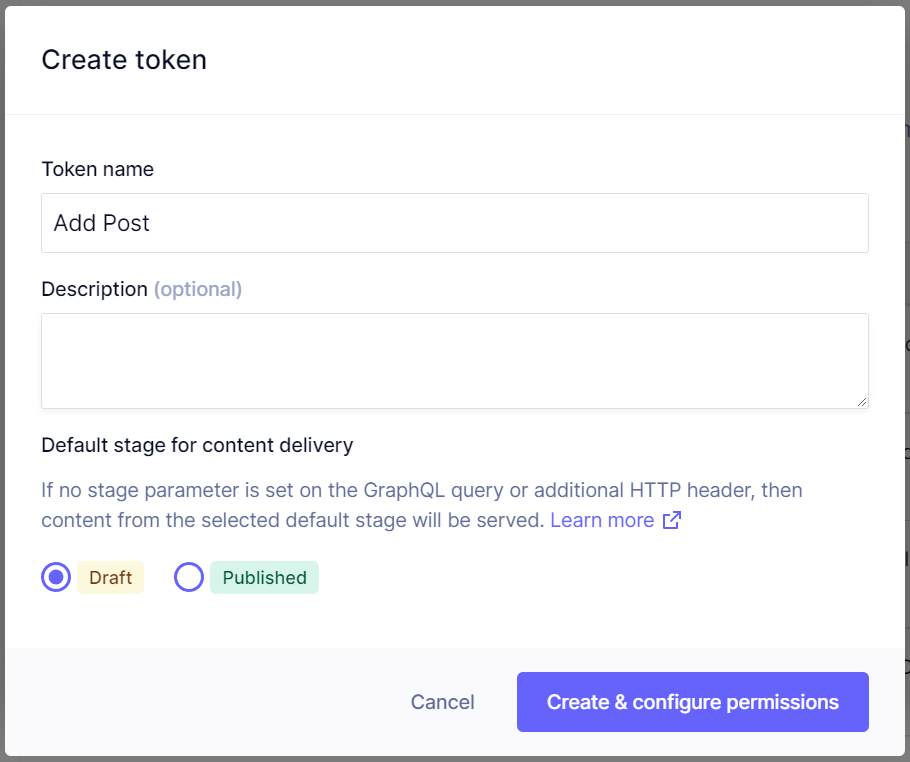 Create token
Token name
Add Post
Description (optional)
Default stage for content delivery
If no stage parameter is set on the GraphQL query or additional HTTP header, then
content from the selected default stage will be served. Learn more
Draft Published
Cancel Create & configure permissions